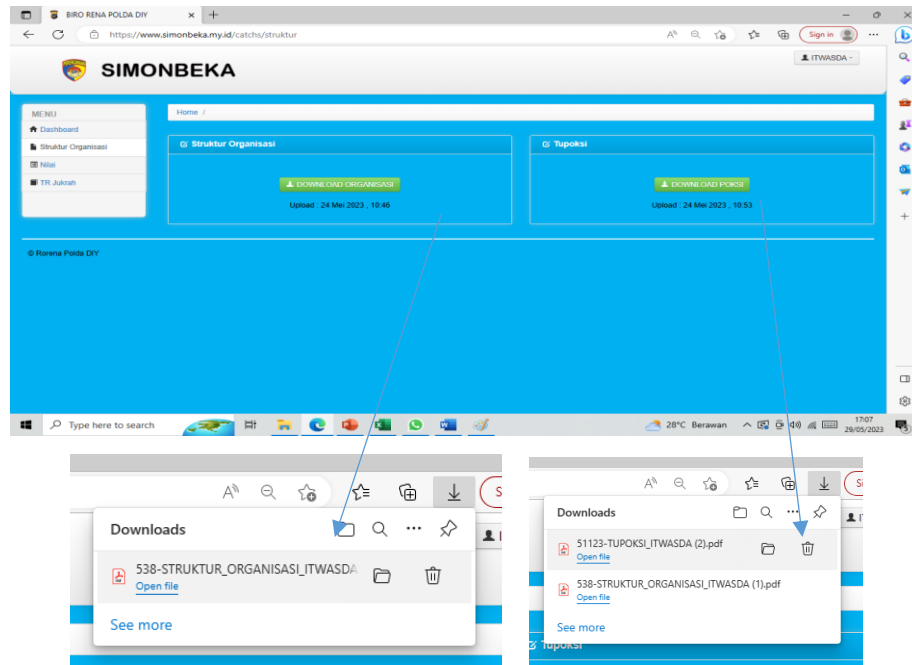 BIRO RENA POLDA DIY
https://www.simonbeka.my.id/catchs/struktur
Sign in
SIMONBEKA
ITWASDA
MENU
Dashboard
Struktur Organisasi
Nilai
TR Jukrah
Home /
Struktur Organisasi
DOWNLOAD ORGANISASI
Upload : 24 Mei 2023 , 10:46
Tupoksi
DOWNLOAD POKSI
Upload : 24 Mei 2023 , 10:53
© Rorena Polda DIY
Type here to search
28°C Berawan
17:07
29/05/2023
Downloads
538-STRUKTUR_ORGANISASI_ITWASDA
Open file
See more
Downloads
51123-TUPOKSI_ITWASDA (2).pdf
Open file
538-STRUKTUR_ORGANISASI_ITWASDA (1).pdf
Open file
See more
Tupoksi